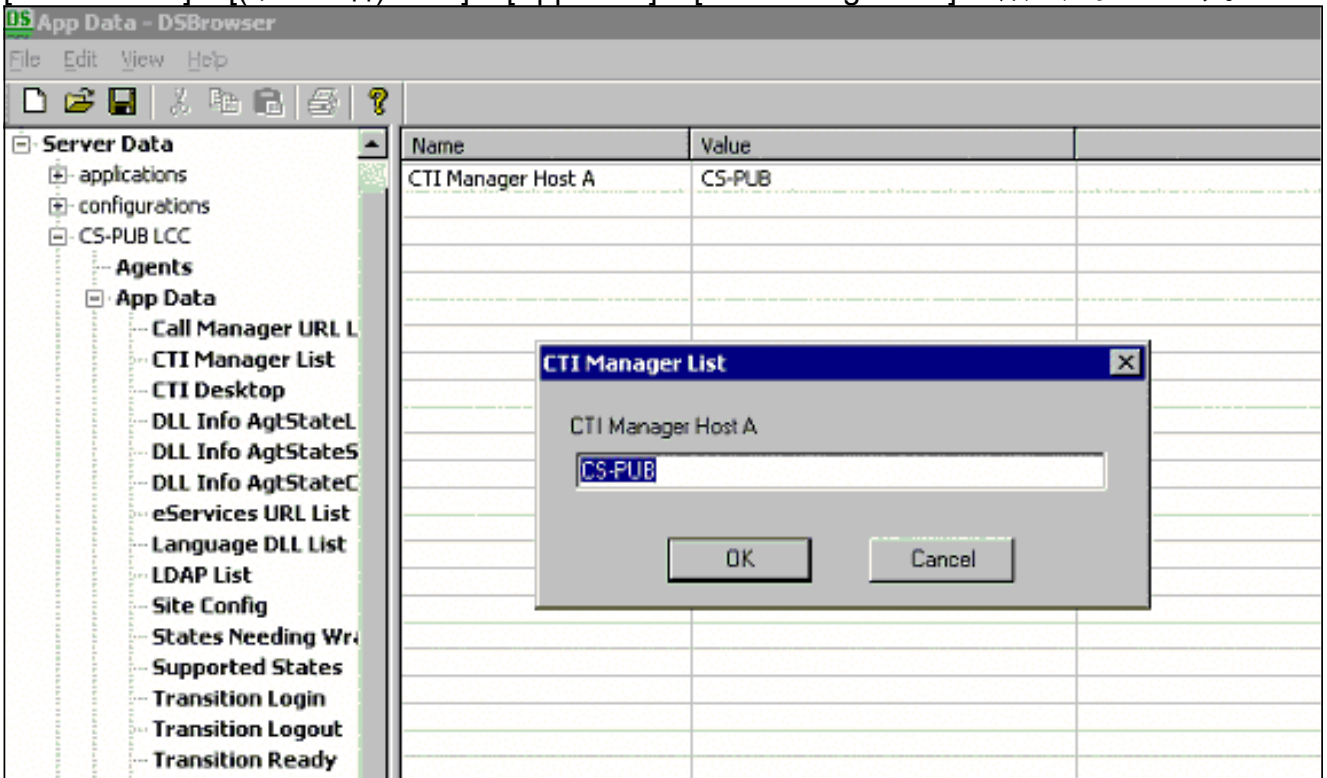 DS App Data - DSBrowser
File Edit View Help
Server Data
applications
configurations
CS-PUB LCC
Agents
App Data
Call Manager URL L
CTI Manager List
CTI Desktop
DLL Info AgtStateL
DLL Info AgtStateS
DLL Info AgtStateC
eServices URL List
Language DLL List
LDAP List
Site Config
States Needing Wra
Supported States
Transition Login
Transition Logout
Transition Ready
Name Value
CTI Manager Host A CS-PUB
CTI Manager List
CTI Manager Host A
CS-PUB
OK Cancel